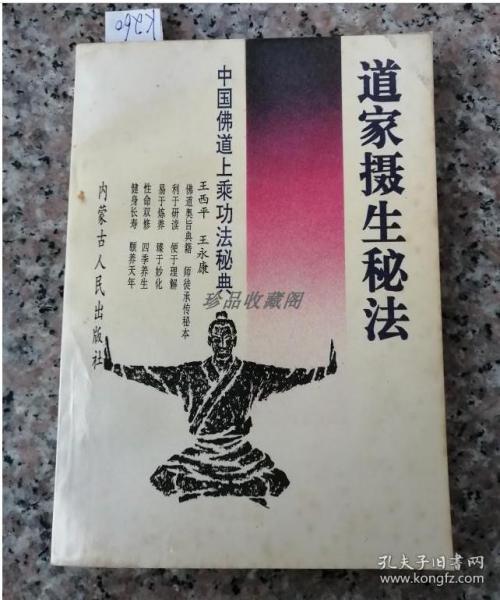 K260
道家摄生秘法
中国佛道上乘功法秘典
王西平 王永康
佛道奥旨典籍 师徒承传秘本
利于研读 便于理解
易于炼养 臻于妙化
性命双修 四季养生
健身长寿 颐养天年
内蒙古人民出版社
珍品收藏阁
孔夫子旧书网
www.kongfz.com